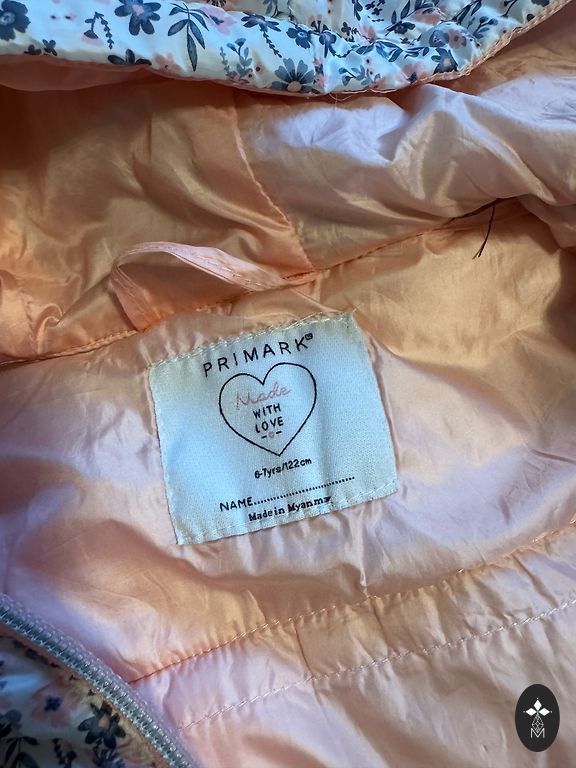 PRIMARK
Made
WITH
LOVE
6-7yrs/122cm
NAME..............................
Made in Myanmar
M